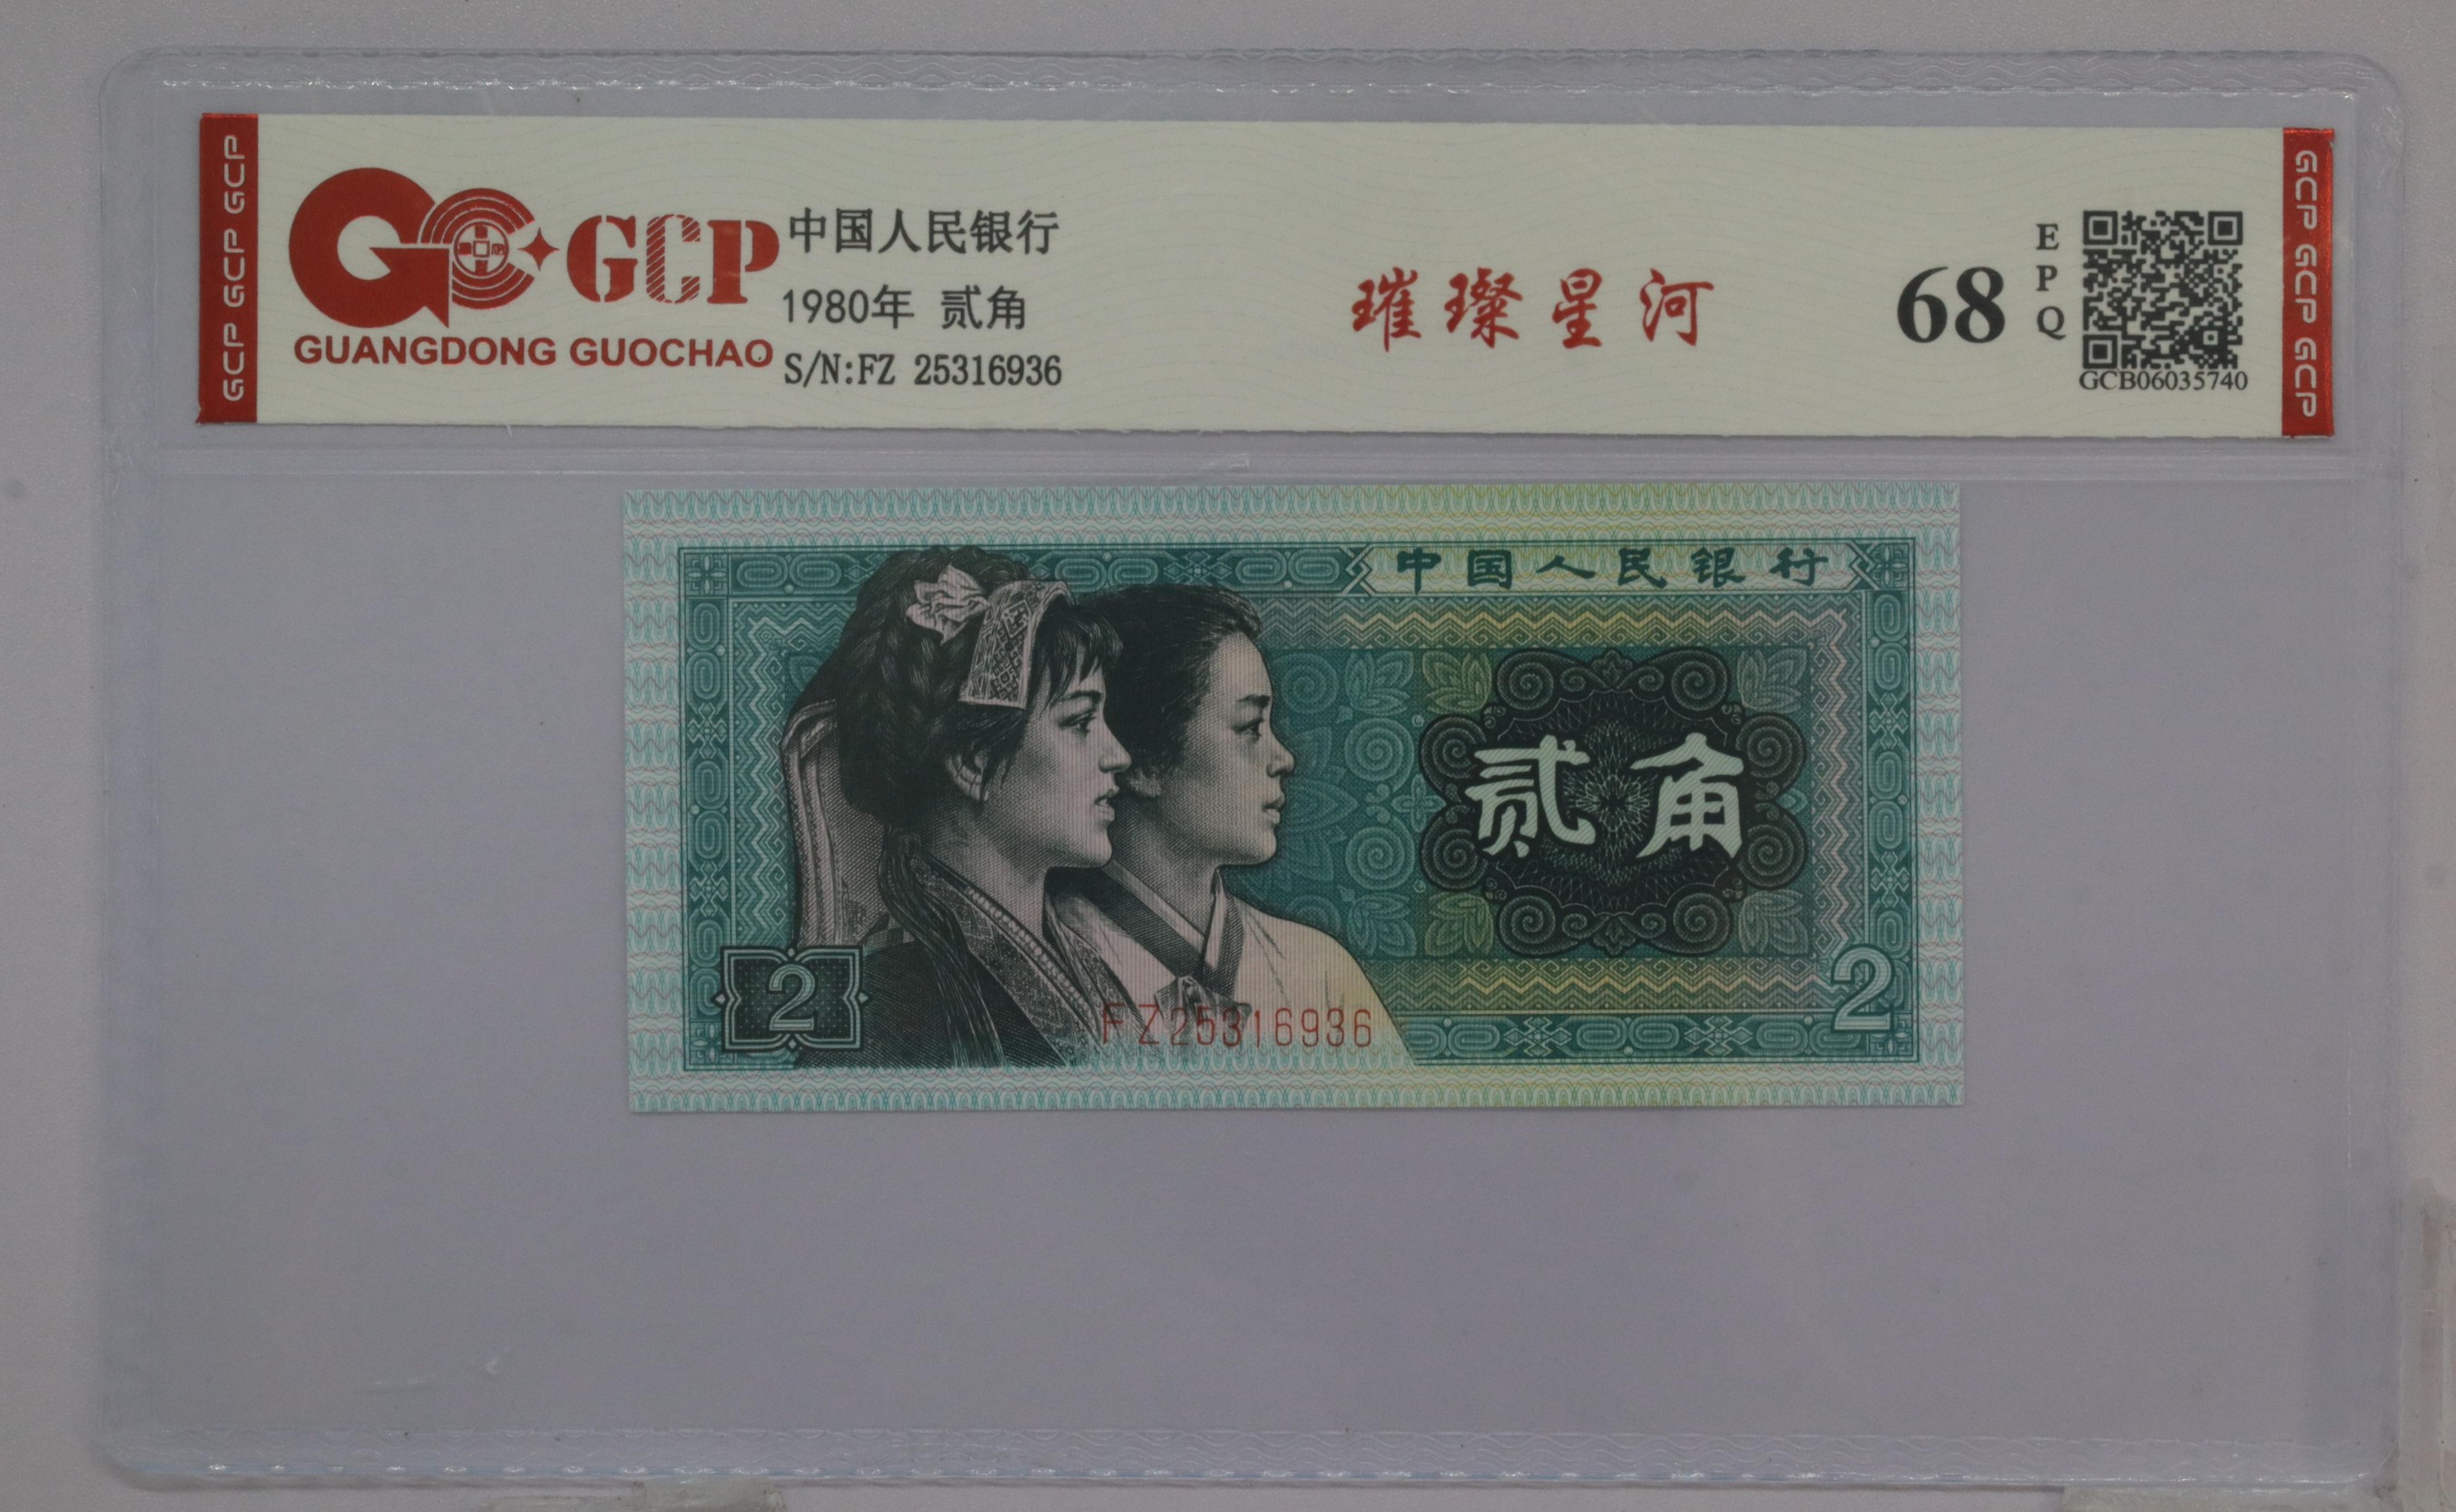 GCP GCP GCP
GCP
GUANGDONG GUOCHAO
中国人民银行
1980年 贰角
S/N:FZ 25316936
璀璨星河
68
EPQ
GCB06035740
GCP GCP GCP
中国人民银行
贰角
2
FZ25316936
2